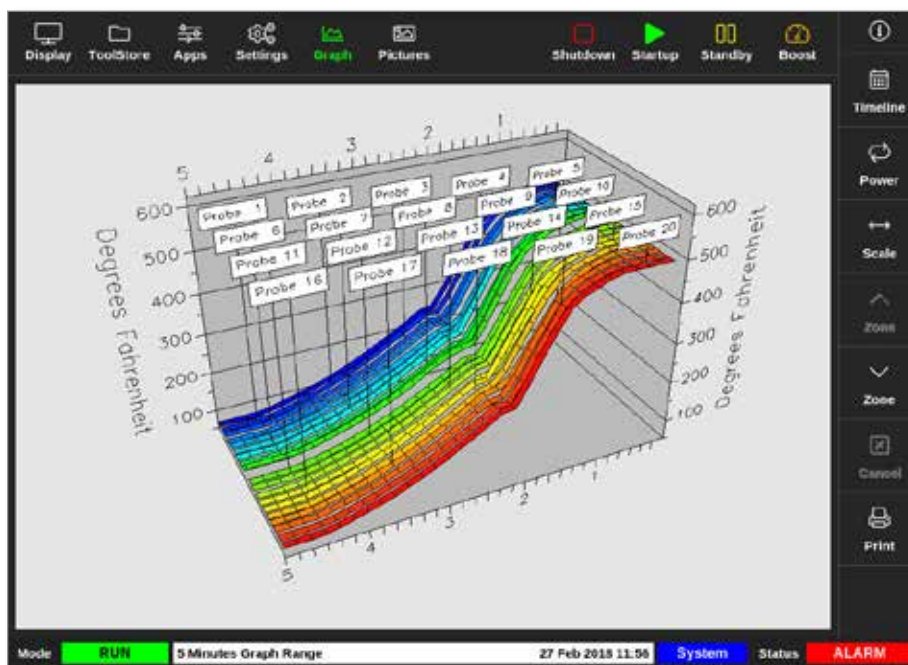 Display ToolStore Apps Settings Graph Pictures Shutdown Startup Standby Boost
Timeline
Power
Scale
Zone
Zone
Cancel
Print
5 4 3 2 1
600 500 400 300 200 100
Degrees Fahrenheit
Probe 1 Probe 2 Probe 3 Probe 4 Probe 5
Probe 6 Probe 7 Probe 8 Probe 9 Probe 10
Probe 11 Probe 12 Probe 13 Probe 14 Probe 15
Probe 16 Probe 17 Probe 18 Probe 19 Probe 20
600 500 400 300 200 100
Degrees Fahrenheit
5 4 3 2 1
Mode RUN 5 Minutes Graph Range 27 Feb 2018 11:56 System Status ALARM